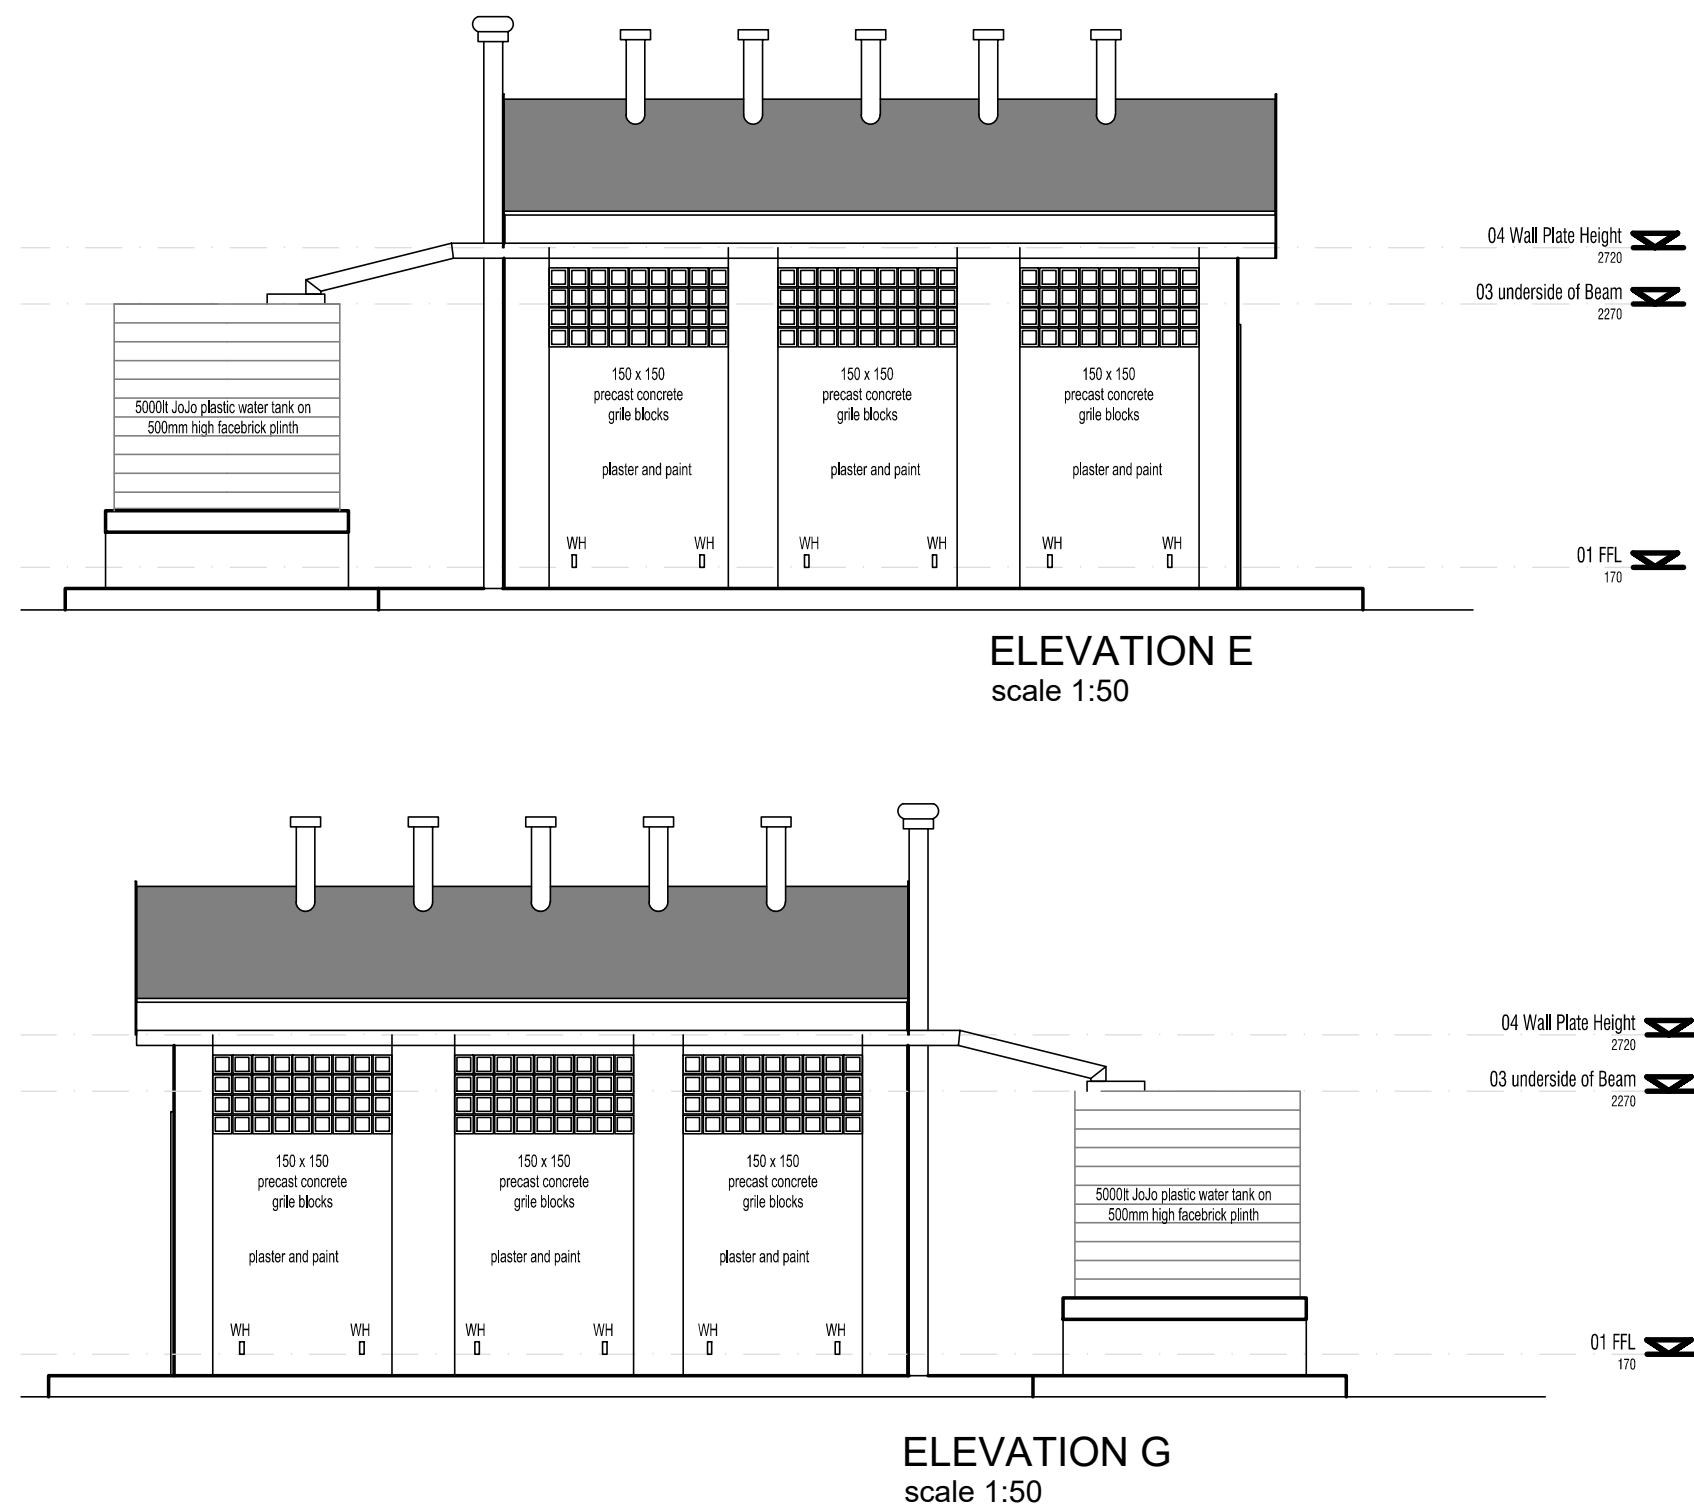 04 Wall Plate Height
2720
03 underside of Beam
2270
150 x 150
precast concrete
grile blocks
150 x 150
precast concrete
grile blocks
150 x 150
precast concrete
grile blocks
5000lt JoJo plastic water tank on
500mm high facebrick plinth
plaster and paint
plaster and paint
plaster and paint
WH
WH
WH
WH
WH
WH
01 FFL
170
ELEVATION E
scale 1:50
04 Wall Plate Height
2720
03 underside of Beam
2270
150 x 150
precast concrete
grile blocks
150 x 150
precast concrete
grile blocks
150 x 150
precast concrete
grile blocks
5000lt JoJo plastic water tank on
500mm high facebrick plinth
plaster and paint
plaster and paint
plaster and paint
WH
WH
WH
WH
WH
WH
01 FFL
170
ELEVATION G
scale 1:50